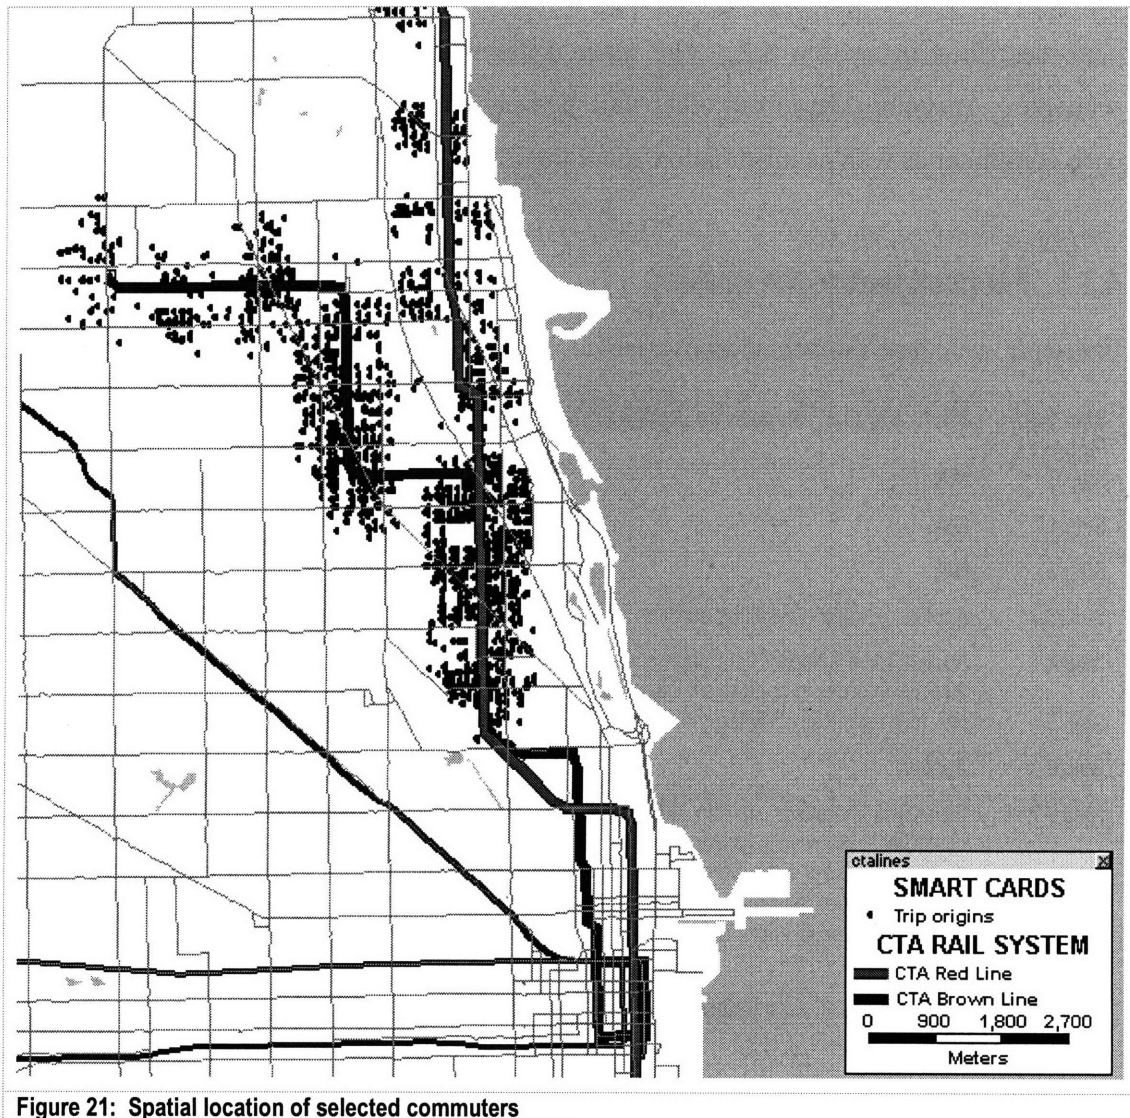 ctalines
SMART CARDS
Trip origins
CTA RAIL SYSTEM
CTA Red Line
CTA Brown Line
0 900 1,800 2,700
Meters
Figure 21: Spatial location of selected commuters